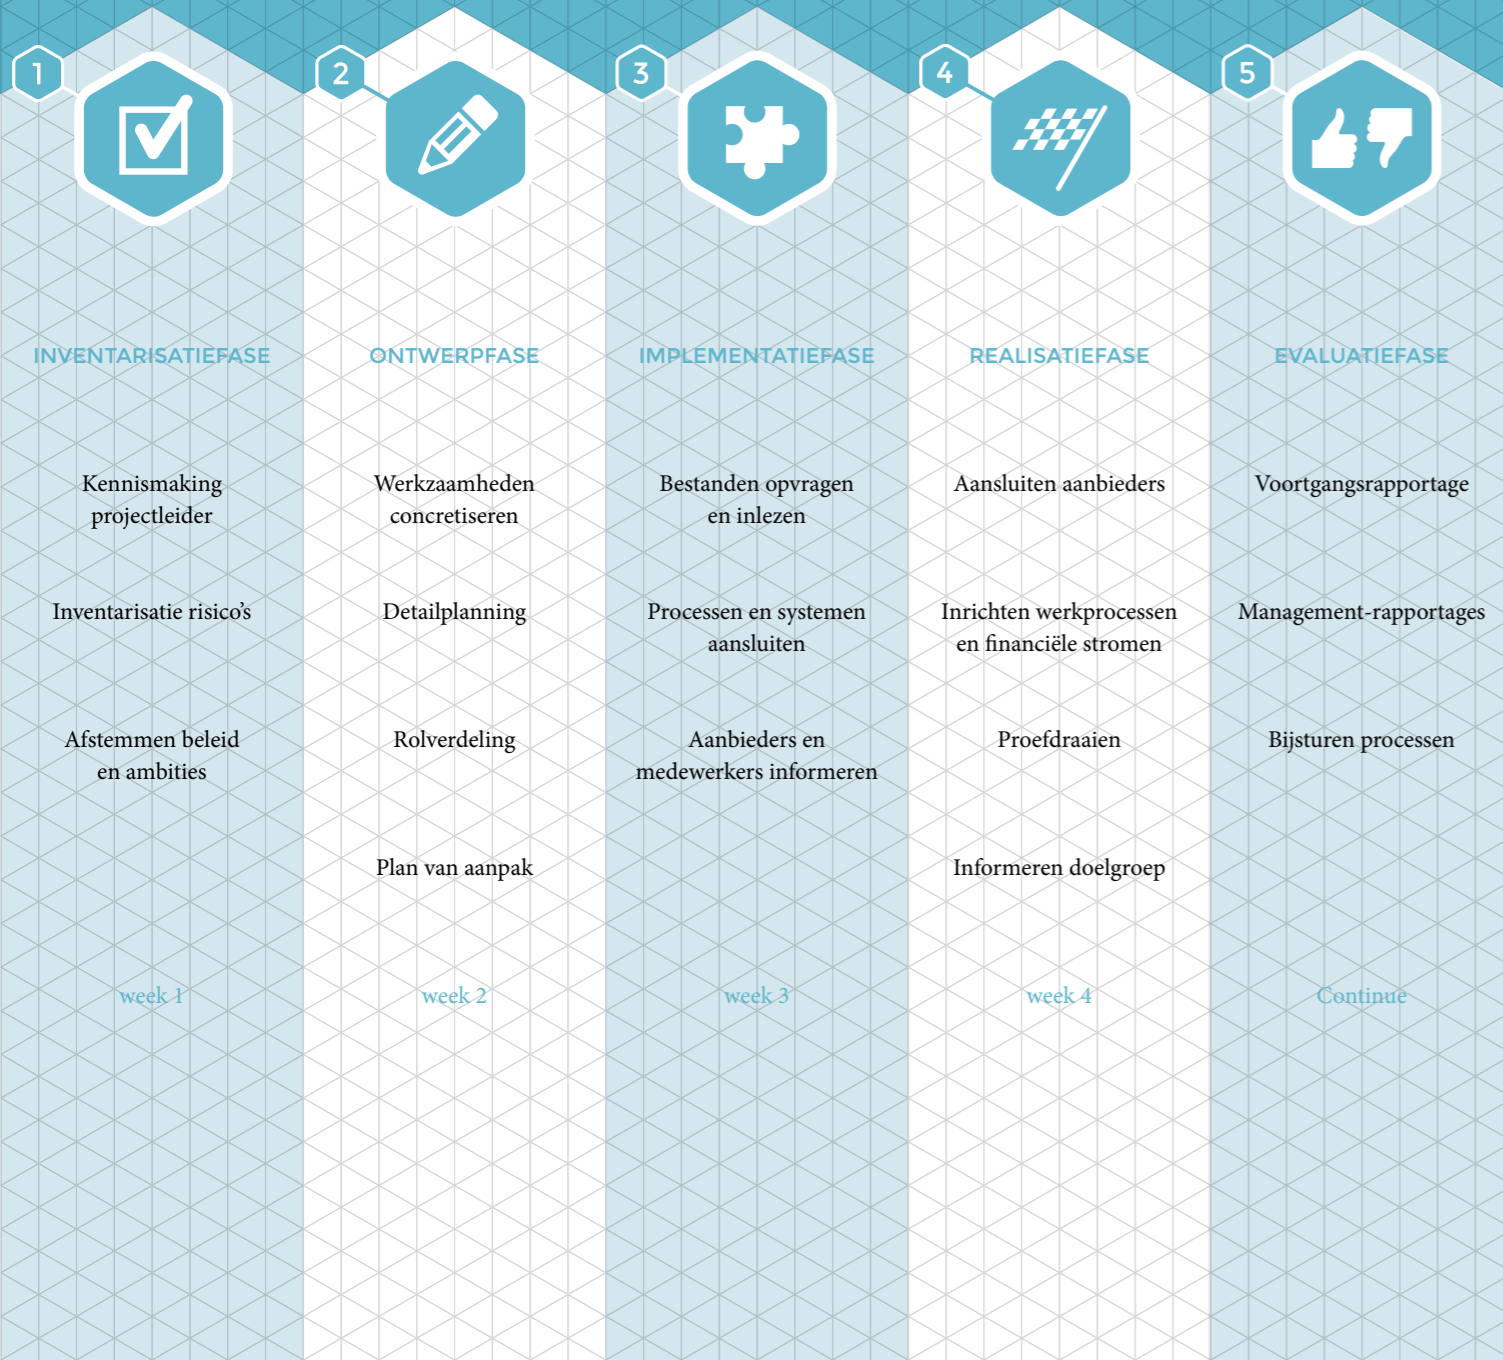 1
INVENTARISATIEFASE
Kennismaking
projectleider
Inventarisatie risico’s
Afstemmen beleid
en ambities
week 1
2
ONTWERPFASE
Werkzaamheden
concretiseren
Detailplanning
Rolverdeling
Plan van aanpak
week 2
3
IMPLEMENTATIEFASE
Bestanden opvragen
en inlezen
Processen en systemen
aansluiten
Aanbieders en
medewerkers informeren
week 3
4
REALISATIEFASE
Aansluiten aanbieders
Inrichten werkprocessen
en financiële stromen
Proefdraaien
Informeren doelgroep
week 4
5
EVALUATIEFASE
Voortgangsrapportage
Management-rapportages
Bijsturen processen
Continue